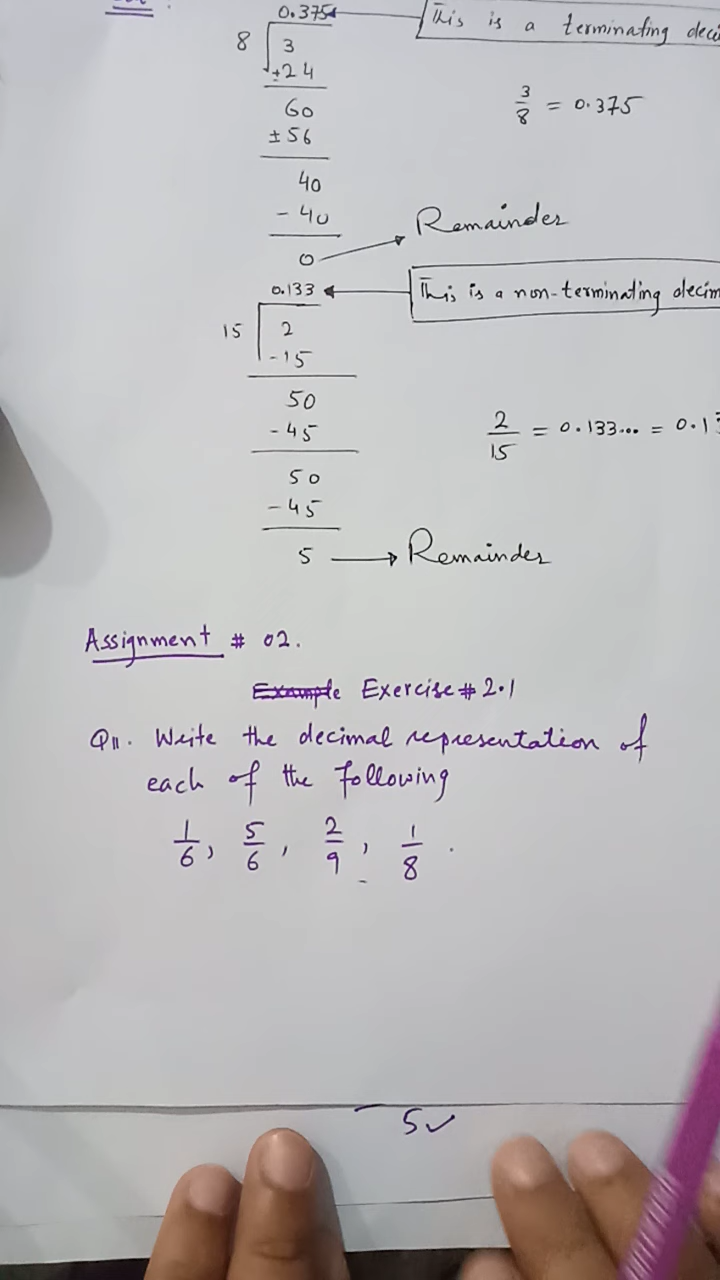 0.375
This is a terminating deci
8 3
±24
60
3/8 = 0.375
±56
40
- 40
Remainder
0
0.133
This is a non-terminating decim
15 2
-15
50
- 45
2/15 = 0.133... = 0.13
50
- 45
5 → Remainder
Assignment # 02.
Example Exercise # 2.1
Q11. Write the decimal representation of
each of the following
1/6, 5/6, 2/9, 1/8.
5✓